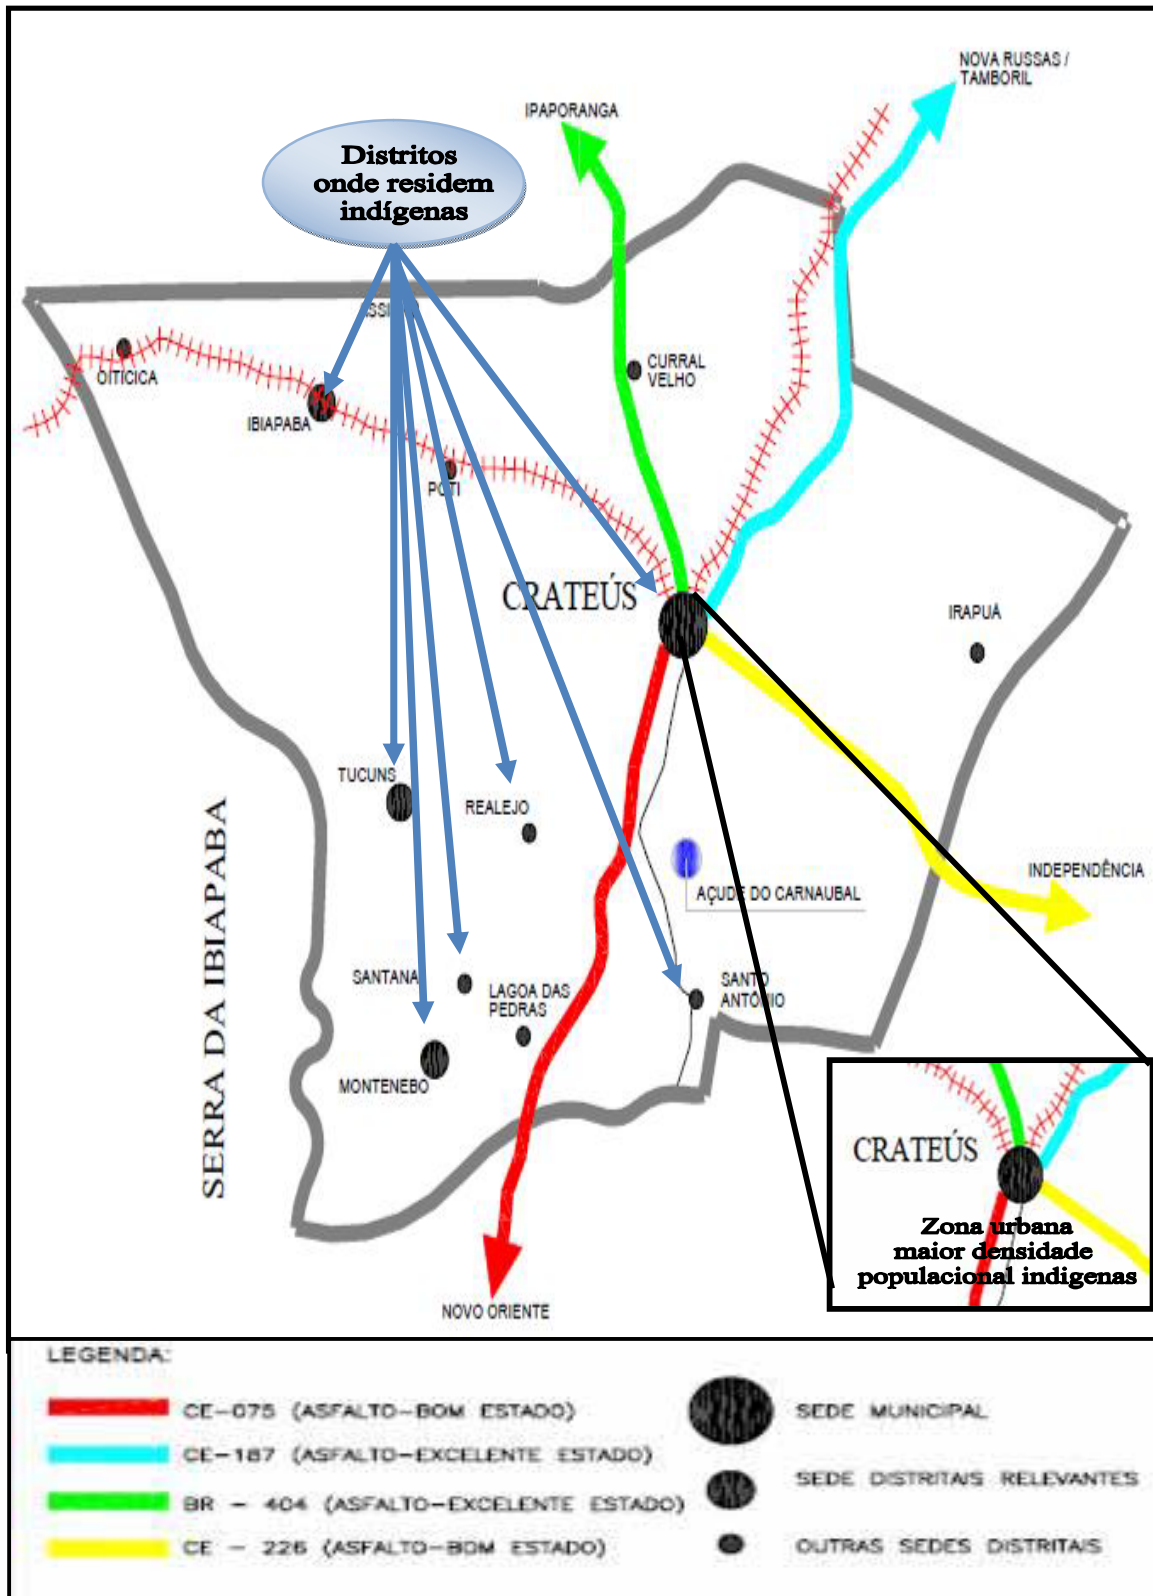 NOVA RUSSAS /
TAMBORIL
IPAPORANGA
Distritos
onde residem
indígenas
OITICICA
CURRAL
VELHO
IBIAPABA
POTI
CRATEÚS
IRAPUÁ
TUCUNS
REALEJO
SERRA DA IBIAPABA
INDEPENDÊNCIA
AÇUDE DO CARNAUBAL
SANTANA
LAGOA DAS
PEDRAS
SANTO
ANTÔNIO
MONTENEBO
CRATEÚS
Zona urbana
maior densidade
populacional indigenas
NOVO ORIENTE
LEGENDA:
CE-075 (ASFALTO-BOM ESTADO)
CE-187 (ASFALTO-EXCELENTE ESTADO)
BR - 404 (ASFALTO-EXCELENTE ESTADO)
CE - 226 (ASFALTO-BOM ESTADO)
SEDE MUNICIPAL
SEDE DISTRITAIS RELEVANTES
OUTRAS SEDES DISTRITAIS